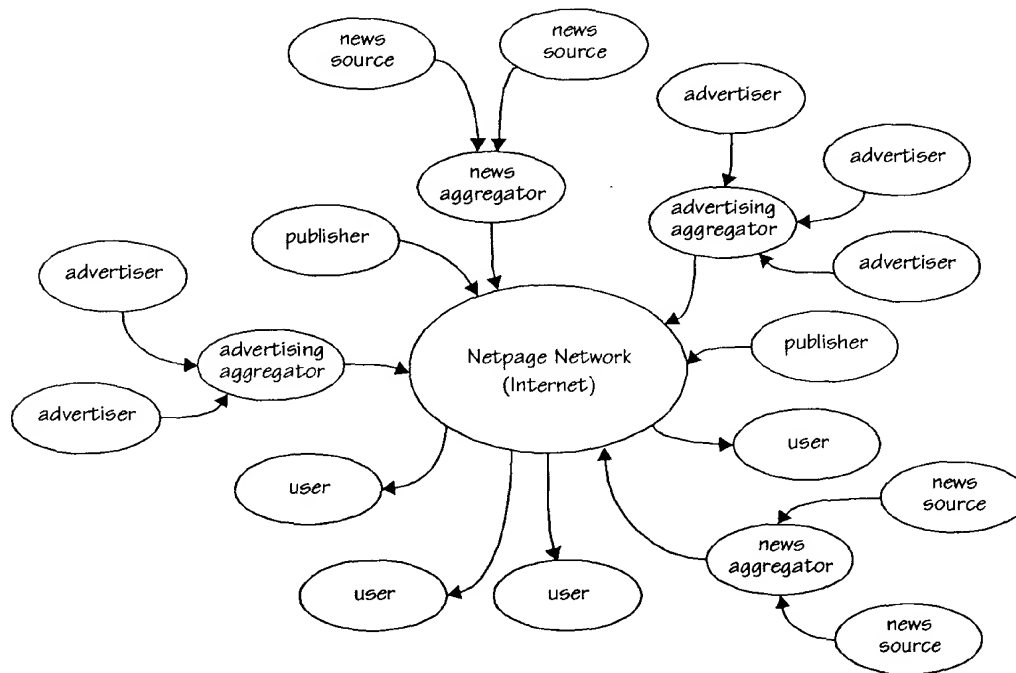 news
source
news
source
advertiser
advertiser
news
aggregator
advertising
aggregator
publisher
advertiser
advertiser
publisher
advertising
aggregator
Netpage Network
(Internet)
advertiser
user
user
news
source
news
aggregator
user
user
news
source